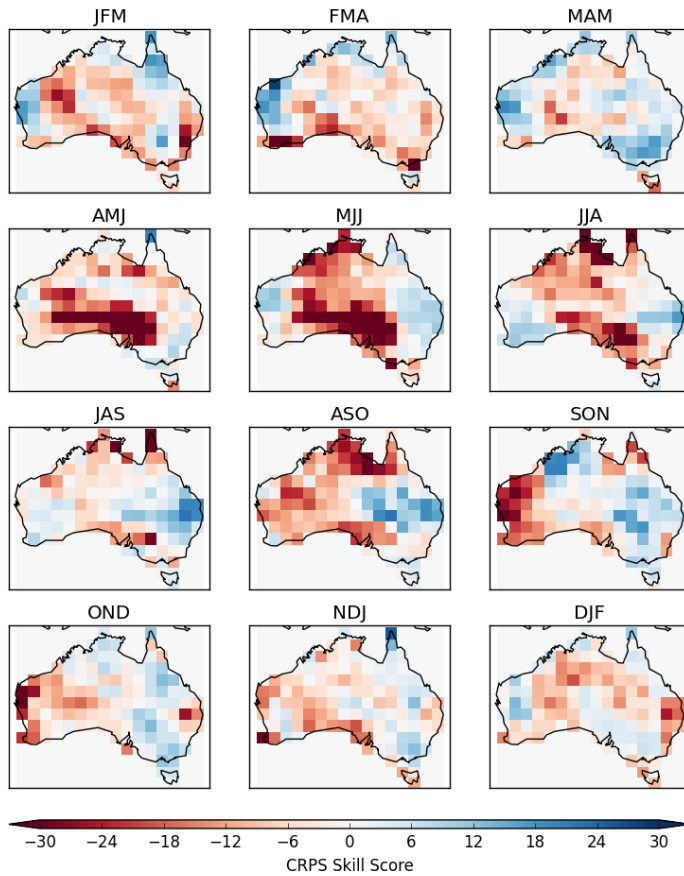 JFM FMA MAM
AMJ MJJ JJA
JAS ASO SON
OND NDJ DJF
−30 −24 −18 −12 −6 0 6 12 18 24 30
CRPS Skill Score